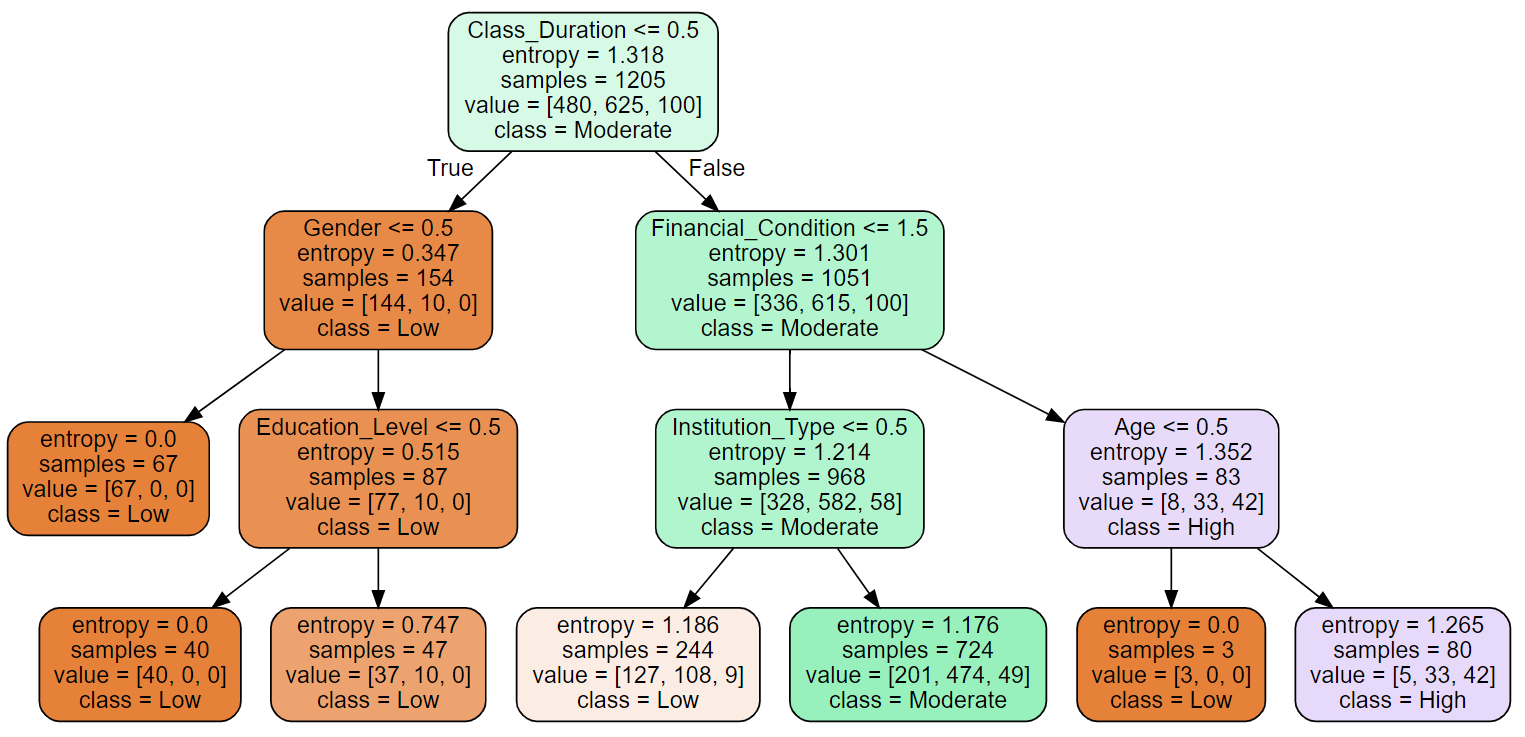 Class_Duration <= 0.5
entropy = 1.318
samples = 1205
value = [480, 625, 100]
class = Moderate
True
False
Gender <= 0.5
entropy = 0.347
samples = 154
value = [144, 10, 0]
class = Low
Financial_Condition <= 1.5
entropy = 1.301
samples = 1051
value = [336, 615, 100]
class = Moderate
entropy = 0.0
samples = 67
value = [67, 0, 0]
class = Low
Education_Level <= 0.5
entropy = 0.515
samples = 87
value = [77, 10, 0]
class = Low
Institution_Type <= 0.5
entropy = 1.214
samples = 968
value = [328, 582, 58]
class = Moderate
Age <= 0.5
entropy = 1.352
samples = 83
value = [8, 33, 42]
class = High
entropy = 0.0
samples = 40
value = [40, 0, 0]
class = Low
entropy = 0.747
samples = 47
value = [37, 10, 0]
class = Low
entropy = 1.186
samples = 244
value = [127, 108, 9]
class = Low
entropy = 1.176
samples = 724
value = [201, 474, 49]
class = Moderate
entropy = 0.0
samples = 3
value = [3, 0, 0]
class = Low
entropy = 1.265
samples = 80
value = [5, 33, 42]
class = High